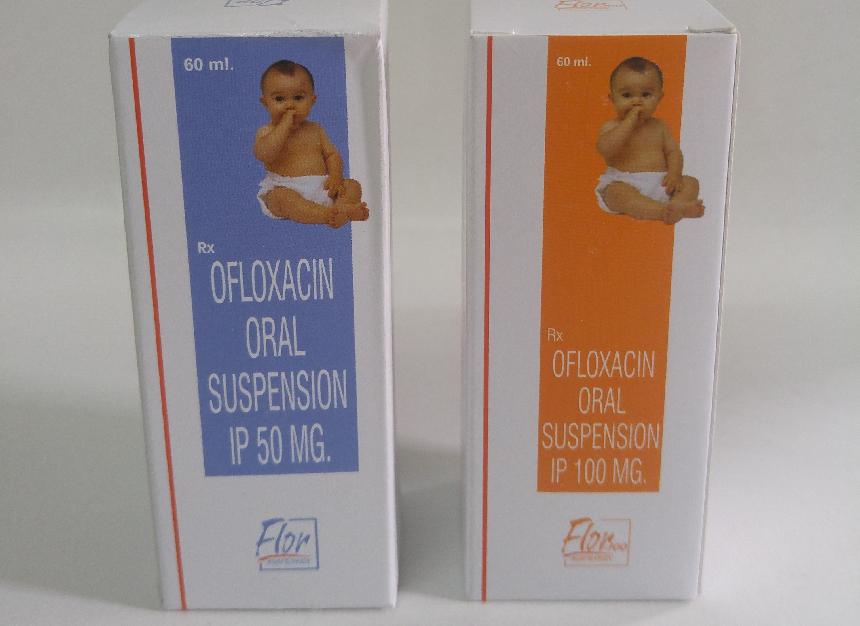 60 ml.
Rx
OFLOXACIN
ORAL
SUSPENSION
IP 50 MG.
Flor
60 ml.
Rx
OFLOXACIN
ORAL
SUSPENSION
IP 100 MG.
Flor100